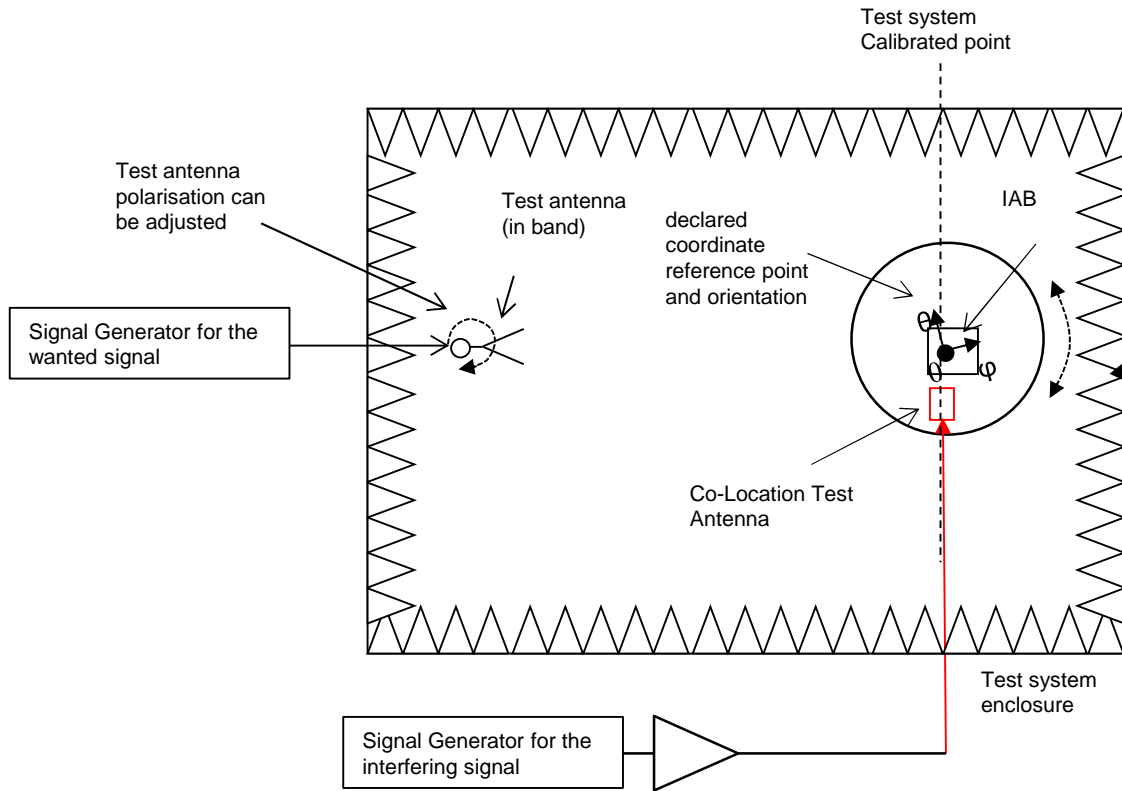 Test system
Calibrated point
Test antenna
polarisation can
be adjusted
Test antenna
(in band)
IAB
declared
coordinate
reference point
and orientation
Signal Generator for the
wanted signal
θ
0
φ
Co-Location Test
Antenna
Test system
enclosure
Signal Generator for the
interfering signal